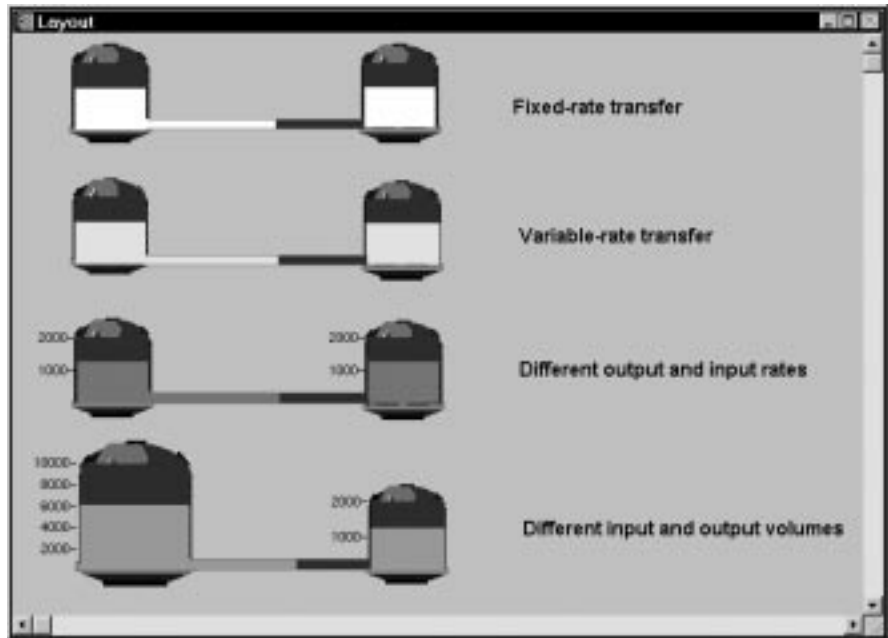 Layout
Fixed-rate transfer
Variable-rate transfer
2000 2000
1000 1000
Different output and input rates
10000
8000
6000
4000
2000
2000
1000
Different input and output volumes